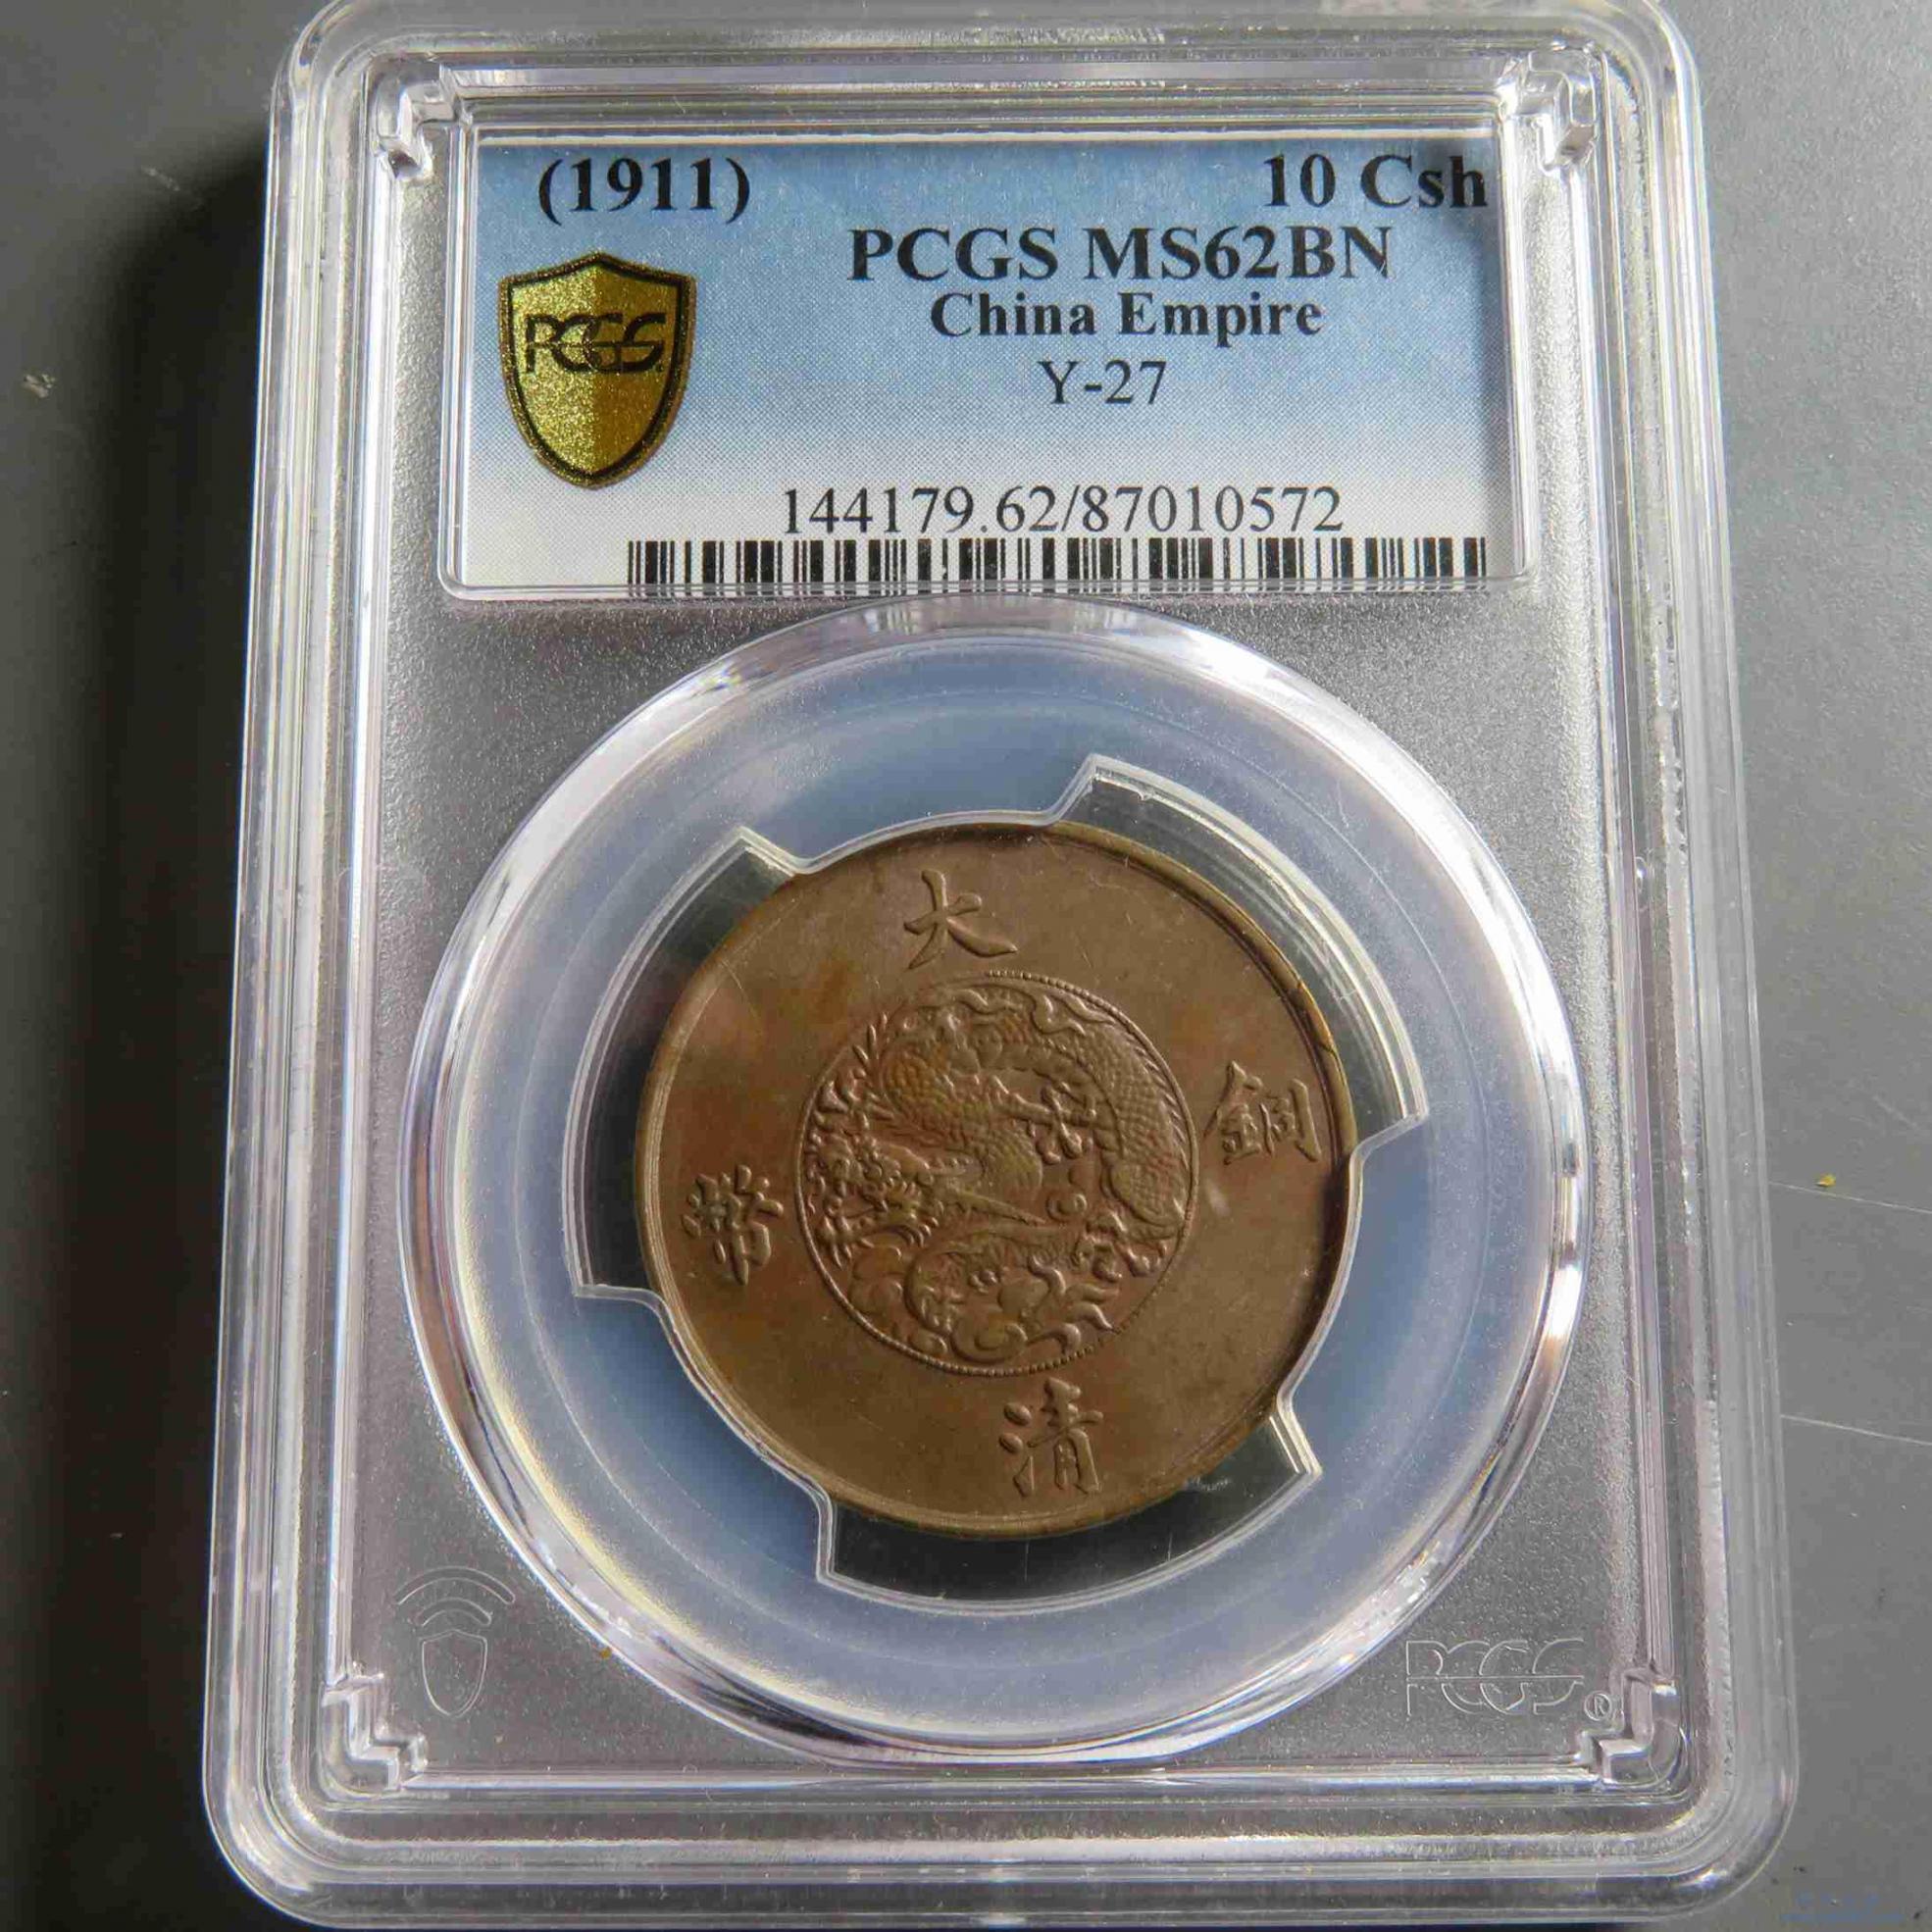 (1911) 10 Csh
PCGS MS62BN
China Empire
PCGS
Y-27
144179.62/87010572
大
銅
幣
清
PCGS ®